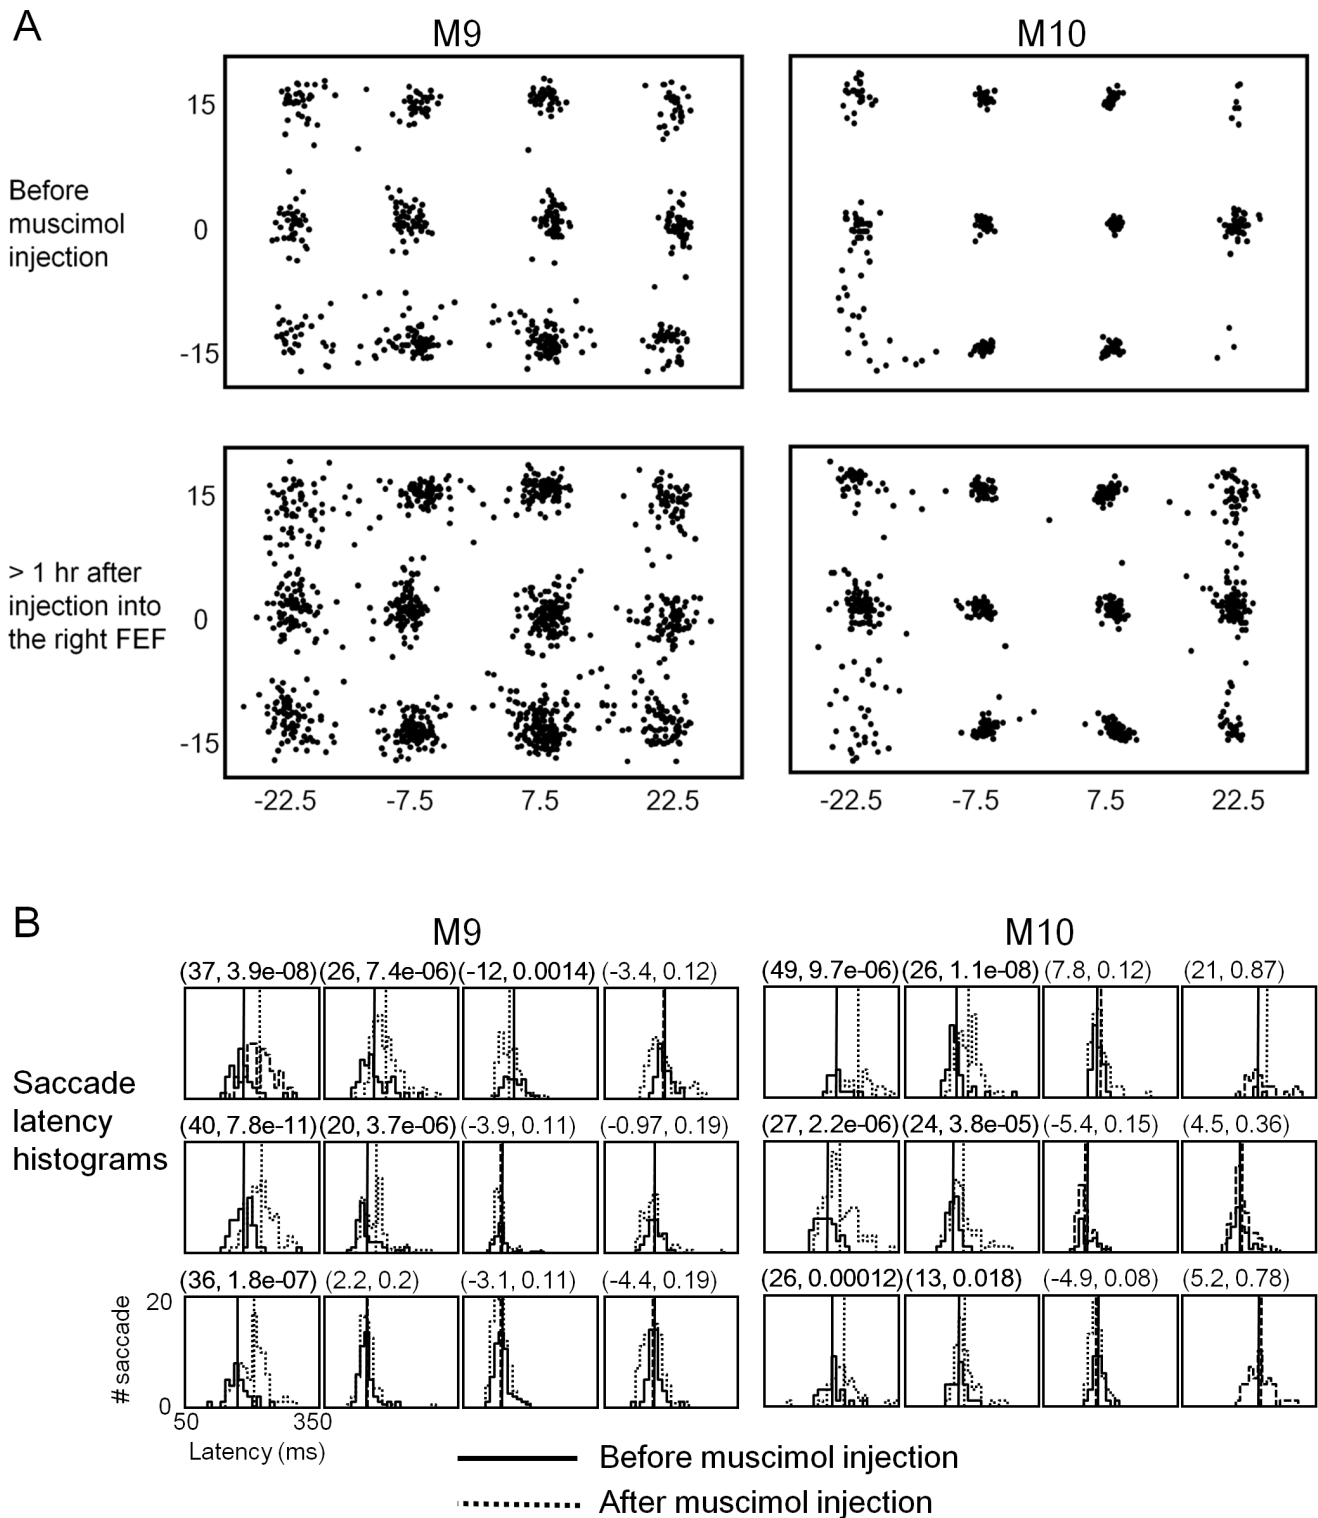 A
M9 M10
15
Before
muscimol
injection
0
-15
15
> 1 hr after
injection into
the right FEF
0
-15
-22.5 -7.5 7.5 22.5 -22.5 -7.5 7.5 22.5
B
M9 M10
(37, 3.9e-08) (26, 7.4e-06) (-12, 0.0014) (-3.4, 0.12) (49, 9.7e-06) (26, 1.1e-08) (7.8, 0.12) (21, 0.87)
Saccade
latency
histograms
(40, 7.8e-11) (20, 3.7e-06) (-3.9, 0.11) (-0.97, 0.19) (27, 2.2e-06) (24, 3.8e-05) (-5.4, 0.15) (4.5, 0.36)
(36, 1.8e-07) (2.2, 0.2) (-3.1, 0.11) (-4.4, 0.19) (26, 0.00012) (13, 0.018) (-4.9, 0.08) (5.2, 0.78)
# saccade
20
0
50 350
Latency (ms)
Before muscimol injection
After muscimol injection